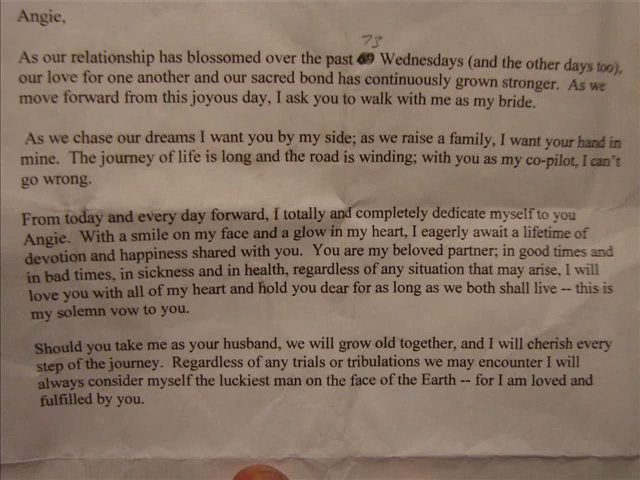 Angie,
73
As our relationship has blossomed over the past 69 Wednesdays (and the other days too),
our love for one another and our sacred bond has continuously grown stronger. As we
move forward from this joyous day, I ask you to walk with me as my bride.
As we chase our dreams I want you by my side; as we raise a family, I want your hand in
mine. The journey of life is long and the road is winding; with you as my co-pilot, I can't
go wrong.
From today and every day forward, I totally and completely dedicate myself to you
Angie. With a smile on my face and a glow in my heart, I eagerly await a lifetime of
devotion and happiness shared with you. You are my beloved partner; in good times and
in bad times, in sickness and in health, regardless of any situation that may arise, I will
love you with all of my heart and hold you dear for as long as we both shall live -- this is
my solemn vow to you.
Should you take me as your husband, we will grow old together, and I will cherish every
step of the journey. Regardless of any trials or tribulations we may encounter I will
always consider myself the luckiest man on the face of the Earth -- for I am loved and
fulfilled by you.